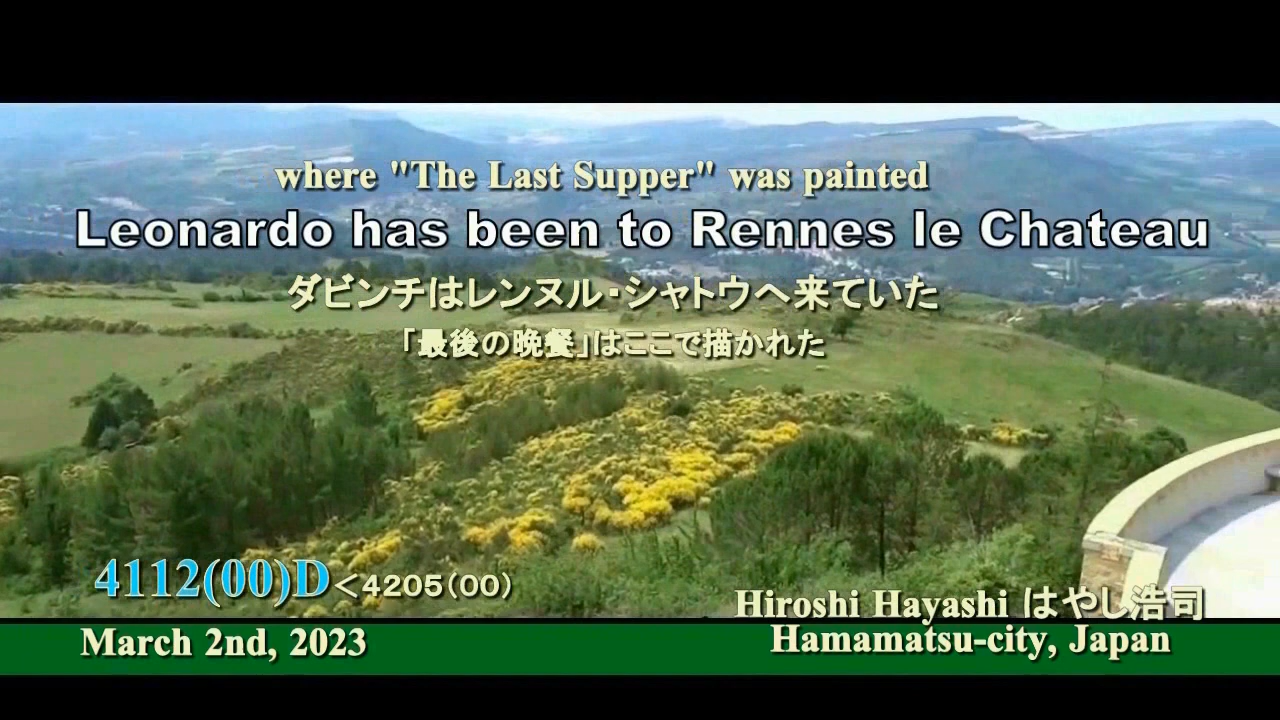 where "The Last Supper" was painted
Leonardo has been to Rennes le Chateau
ダビンチはレンヌル・シャトウへ来ていた
「最後の晩餐」はここで描かれた
4112(00)D<4205(00)
Hiroshi Hayashi はやし浩司
March 2nd, 2023
Hamamatsu-city, Japan